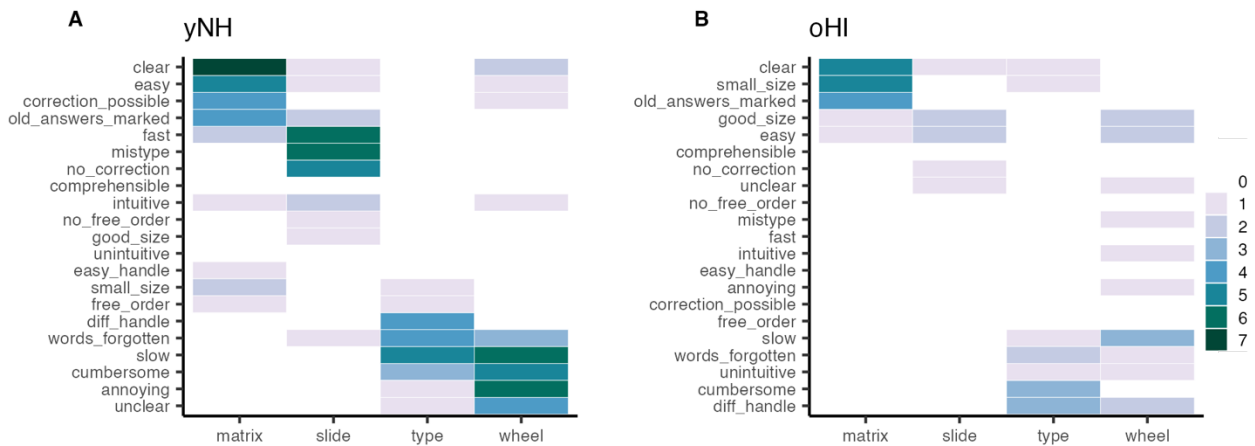 A
yNH
clear
easy
correction_possible
old_answers_marked
fast
mistype
no_correction
comprehensible
intuitive
no_free_order
good_size
unintuitive
easy_handle
small_size
free_order
diff_handle
words_forgotten
slow
cumbersome
annoying
unclear
matrix slide type wheel
B
oHI
clear
small_size
old_answers_marked
good_size
easy
comprehensible
no_correction
unclear
no_free_order
mistype
fast
intuitive
easy_handle
annoying
correction_possible
free_order
slow
words_forgotten
unintuitive
cumbersome
diff_handle
matrix slide type wheel
0
1
2
3
4
5
6
7